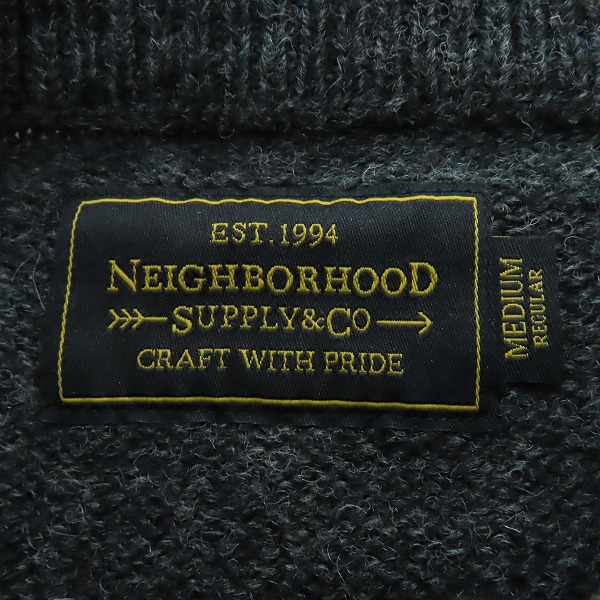 EST.1994
NEIGHBORHOOD
SUPPLY&CO
CRAFT WITH PRIDE
MEDIUM
REGULAR